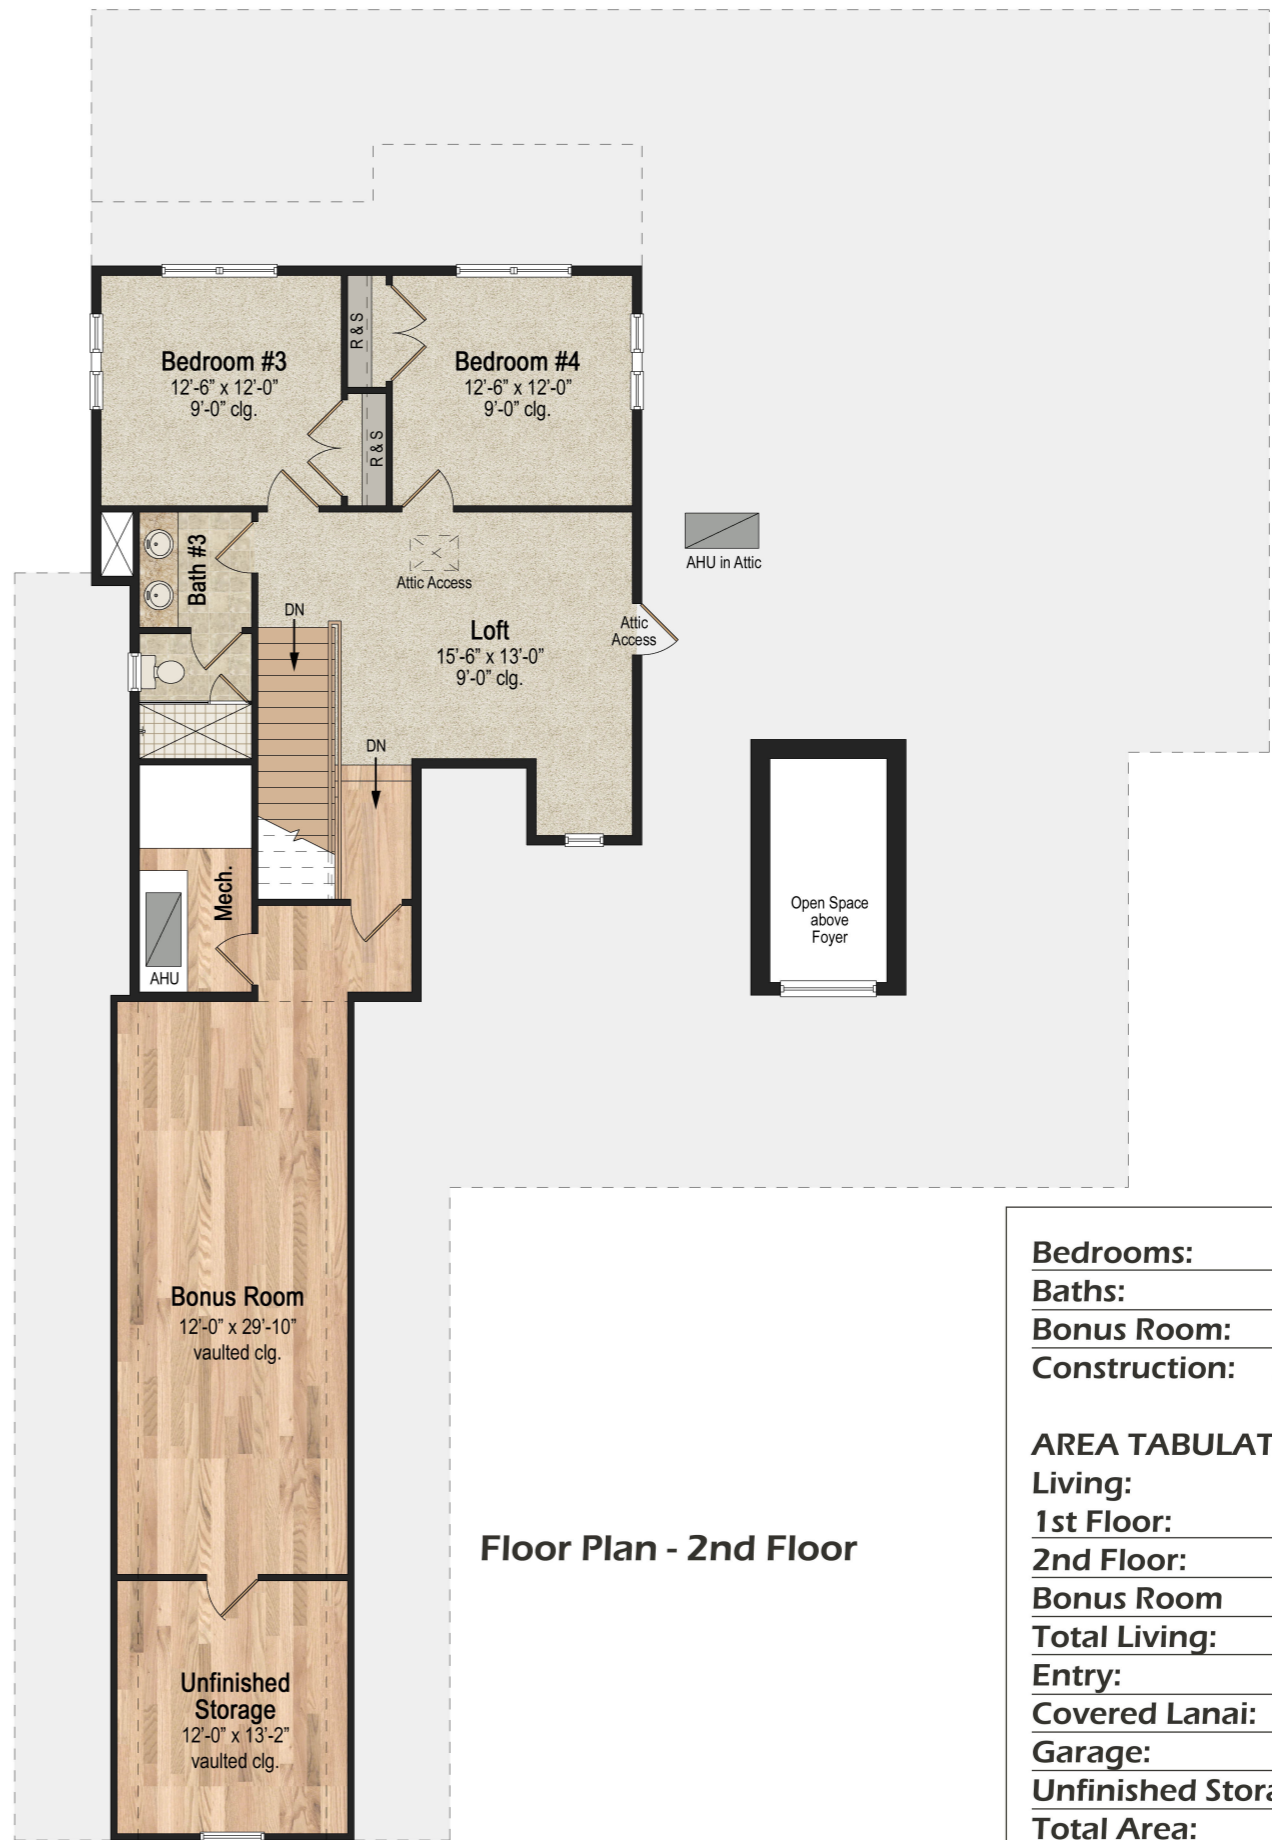 Bedroom #3
12'-6” x 12'-0”
9'-0” clg.
R & S
R & S
Bedroom #4
12'-6” x 12'-0”
9'-0” clg.
Bath #3
Attic Access
AHU in Attic
Attic
Access
DN
Loft
15'-6” x 13'-0”
9'-0” clg.
DN
Mech.
AHU
Open Space
above
Foyer
Bonus Room
12'-0” x 29'-10”
vaulted clg.
Floor Plan - 2nd Floor
Unfinished
Storage
12'-0” x 13'-2”
vaulted clg.
Bedrooms:
Baths:
Bonus Room:
Construction:
AREA TABULAT
Living:
1st Floor:
2nd Floor:
Bonus Room
Total Living:
Entry:
Covered Lanai:
Garage:
Unfinished Stora
Total Area: